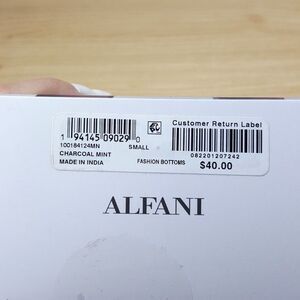 Customer Return Label
1 94145 09029 0
100184124MN SMALL
CHARCOAL MINT
MADE IN INDIA FASHION BOTTOMS
082201207242
$40.00
ALFANI